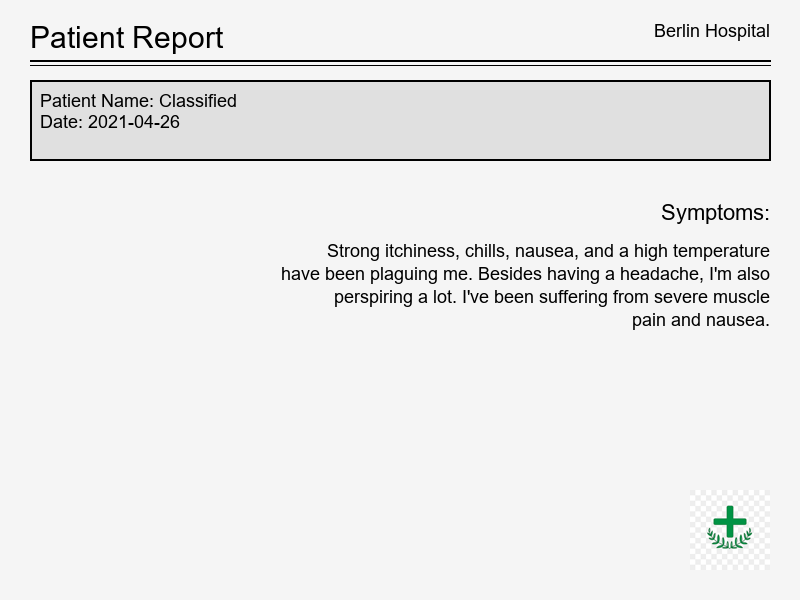 Patient Report
Berlin Hospital
Patient Name: Classified
Date: 2021-04-26
Symptoms:
Strong itchiness, chills, nausea, and a high temperature
have been plaguing me. Besides having a headache, I'm also
perspiring a lot. I've been suffering from severe muscle
pain and nausea.